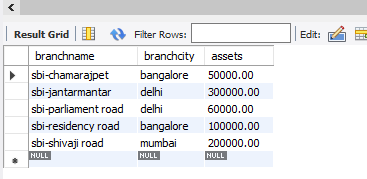 Result Grid Filter Rows: Edit:
branchname branchcity assets
sbi-chamarajpet bangalore 50000.00
sbi-jantarmantar delhi 300000.00
sbi-parliament road delhi 60000.00
sbi-residency road bangalore 100000.00
sbi-shivaji road mumbai 200000.00
NULL NULL NULL